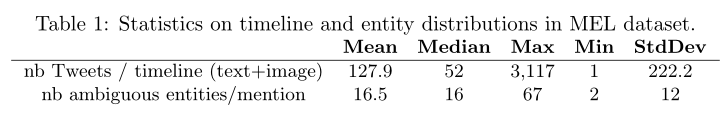 Table 1: Statistics on timeline and entity distributions in MEL dataset.
Mean Median Max Min StdDev
nb Tweets / timeline (text+image) 127.9 52 3,117 1 222.2
nb ambiguous entities/mention 16.5 16 67 2 12